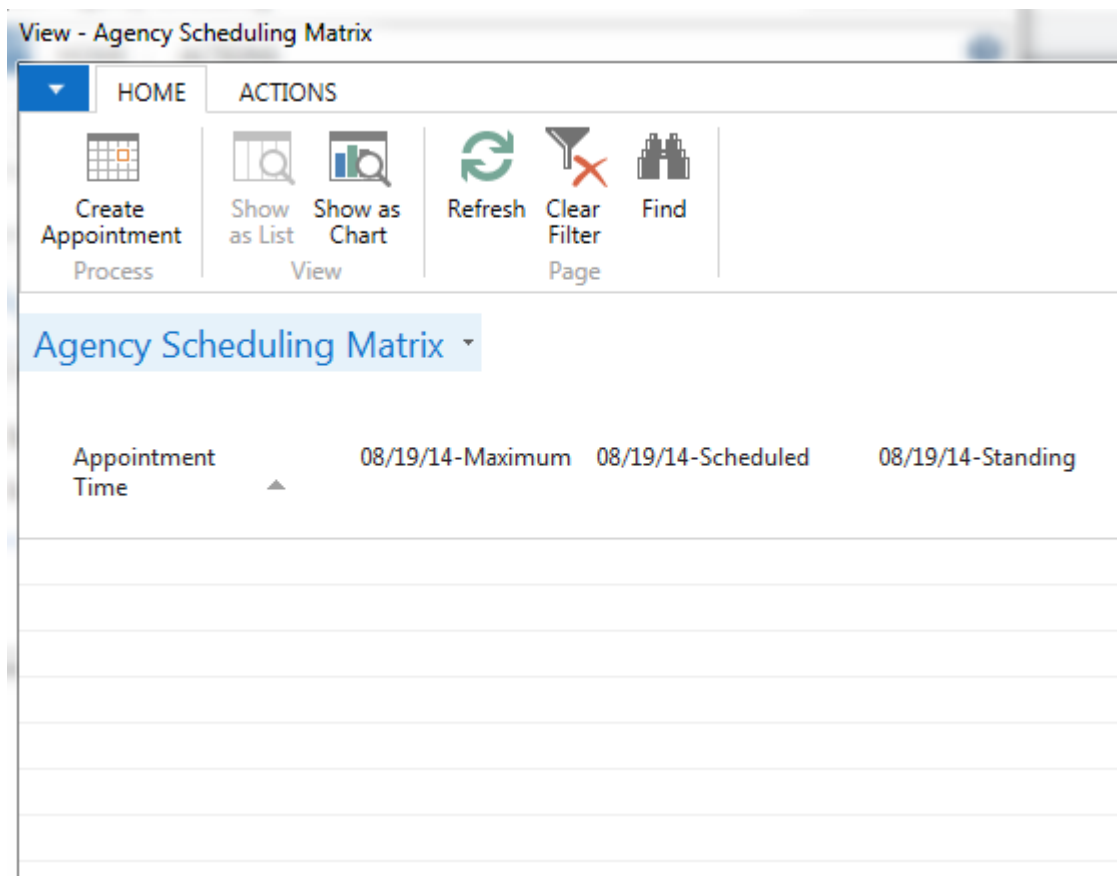 View - Agency Scheduling Matrix
HOME ACTIONS
Create Appointment
Show as List
Show as Chart
Refresh
Clear Filter
Find
Process View Page
Agency Scheduling Matrix
Appointment Time 08/19/14-Maximum 08/19/14-Scheduled 08/19/14-Standing